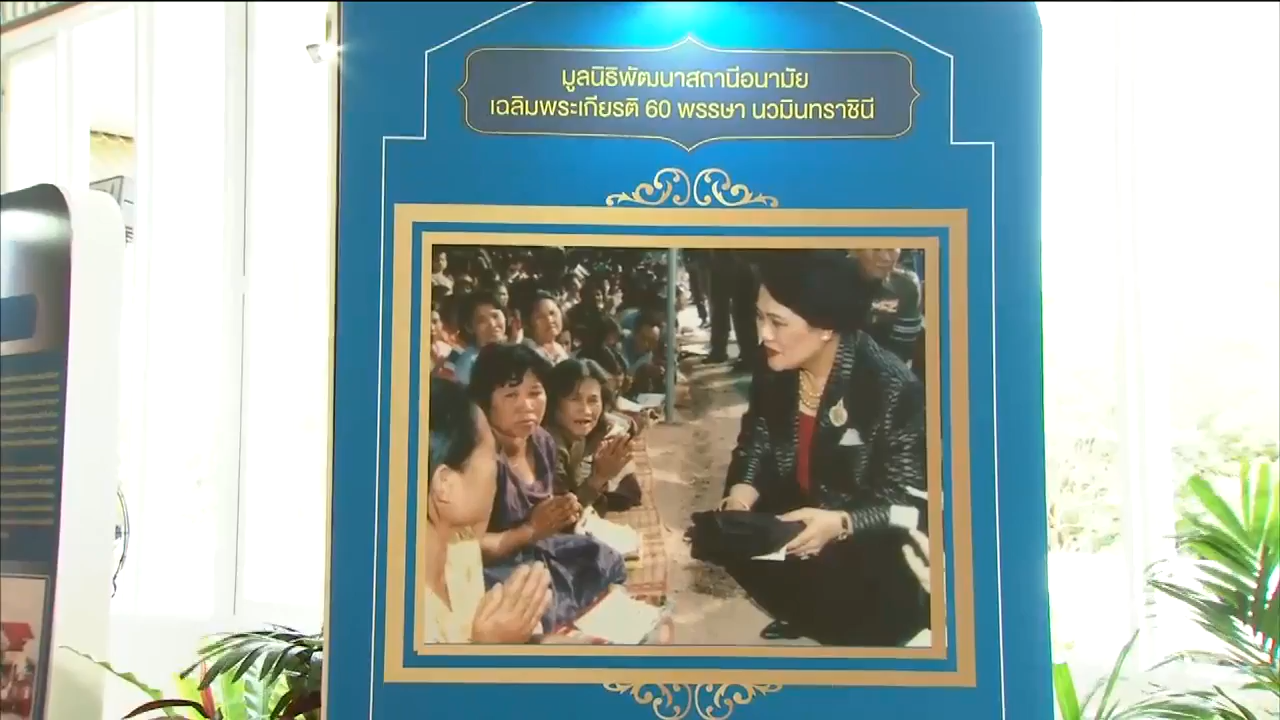 มูลนิธิพัฒนาสถานีอนามัย
เฉลิมพระเกียรติ 60 พรรษา นวมินทราชินี